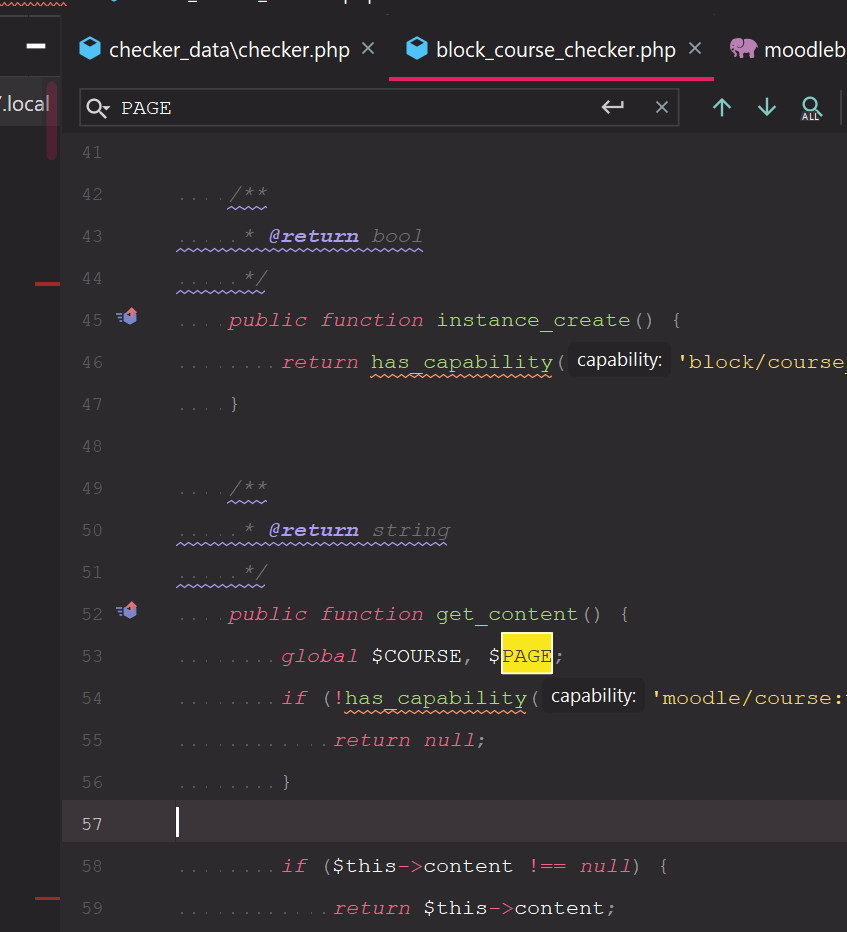 checker_data\checker.php × block_course_checker.php × moodleb
.local
PAGE
ALL
41
42 /**
43 * @return bool
44 */
45 public function instance_create() {
46 return has_capability( capability: 'block/course_
47 }
48
49 /**
50 * @return string
51 */
52 public function get_content() {
53 global $COURSE, $PAGE;
54 if (!has_capability( capability: 'moodle/course:
55 return null;
56 }
57
58 if ($this->content !== null) {
59 return $this->content;